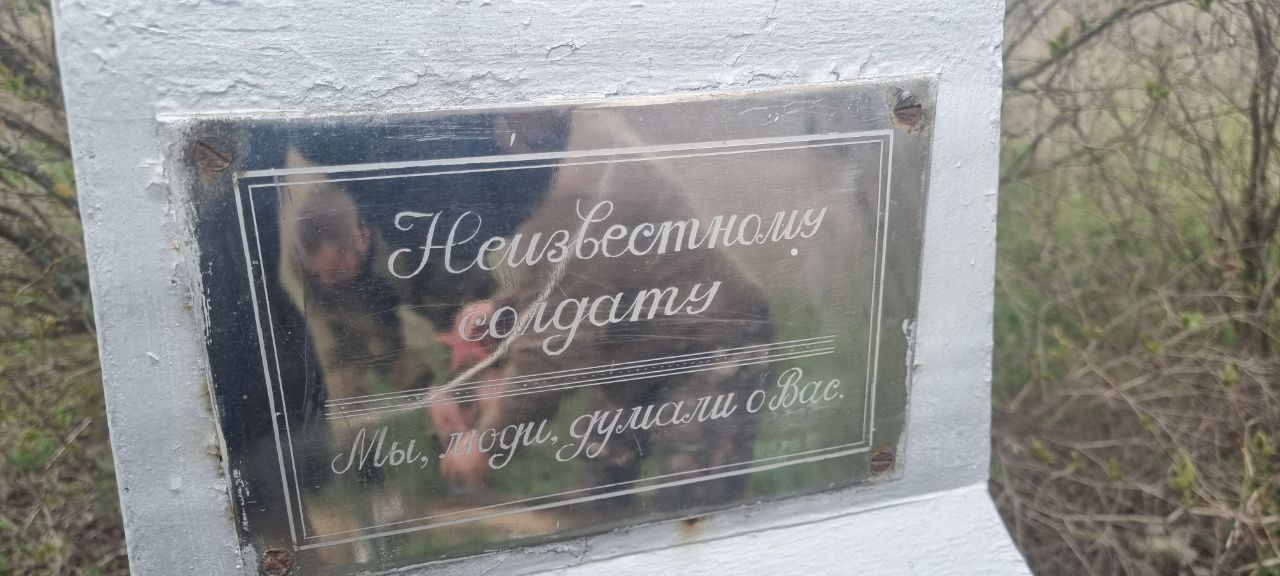 Неизвестному
солдату
Мы, люди, думали о Вас.